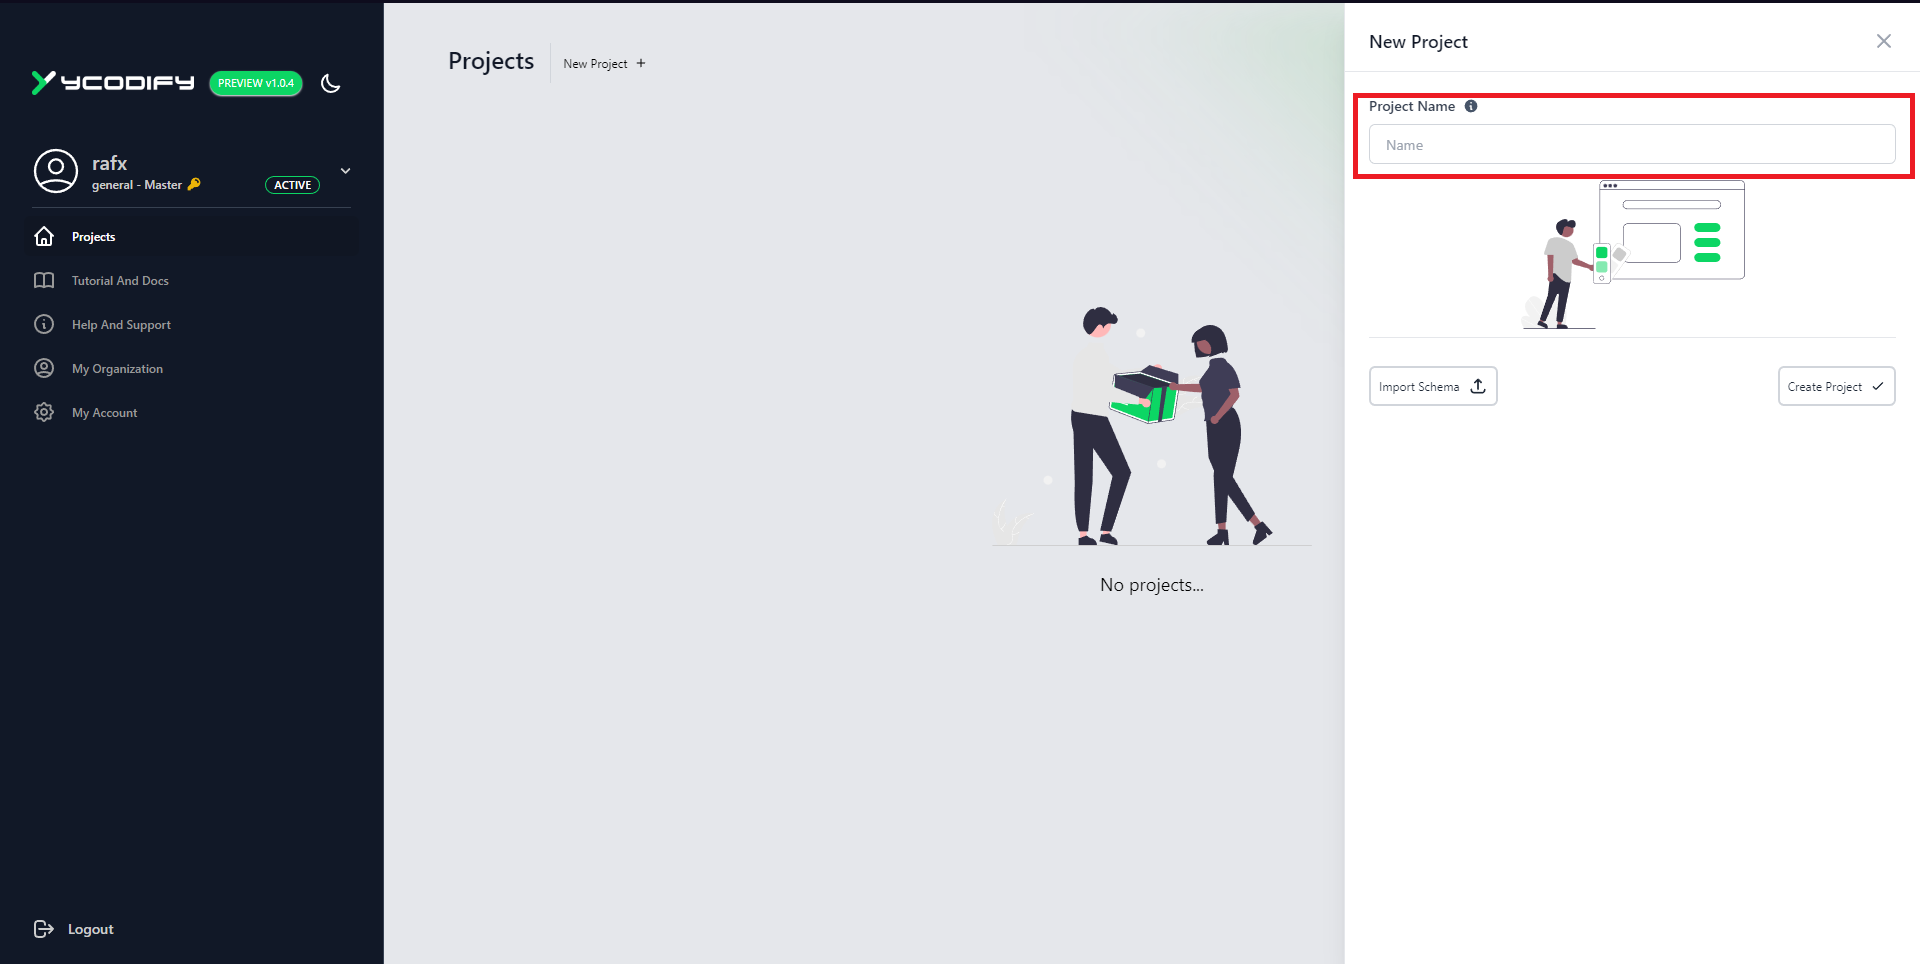 YCODIFY
PREVIEW v1.0.4
rafx
general - Master
ACTIVE
Projects
Tutorial And Docs
Help And Support
My Organization
My Account
Logout
Projects
New Project +
No projects...
New Project
Project Name
Name
Import Schema
Create Project